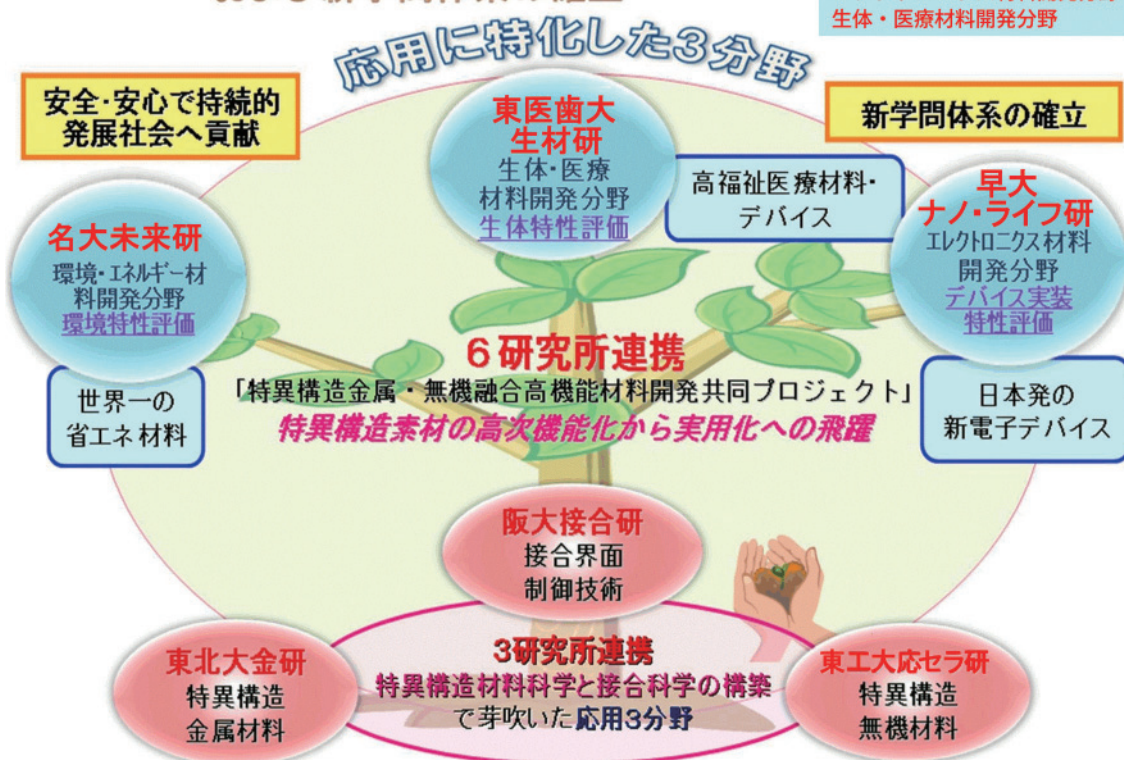 生体・医療材料開発分野
応用に特化した3分野
安全・安心で持続的
発展社会へ貢献
東医歯大
生材研
生体・医療
材料開発分野
生体特性評価
新学問体系の確立
高福祉医療材料・
デバイス
早大
ナノ・ライフ研
エレクトロニクス材料
開発分野
デバイス実装
特性評価
名大未来研
環境・エネルギー材
料開発分野
環境特性評価
世界一の
省エネ材料
6研究所連携
「特異構造金属・無機融合高機能材料開発共同プロジェクト」
特異構造素材の高次機能化から実用化への飛躍
日本発の
新電子デバイス
阪大接合研
接合界面
制御技術
東北大金研
特異構造
金属材料
3研究所連携
特異構造材料科学と接合科学の構築
で芽吹いた応用3分野
東工大応セラ研
特異構造
無機材料